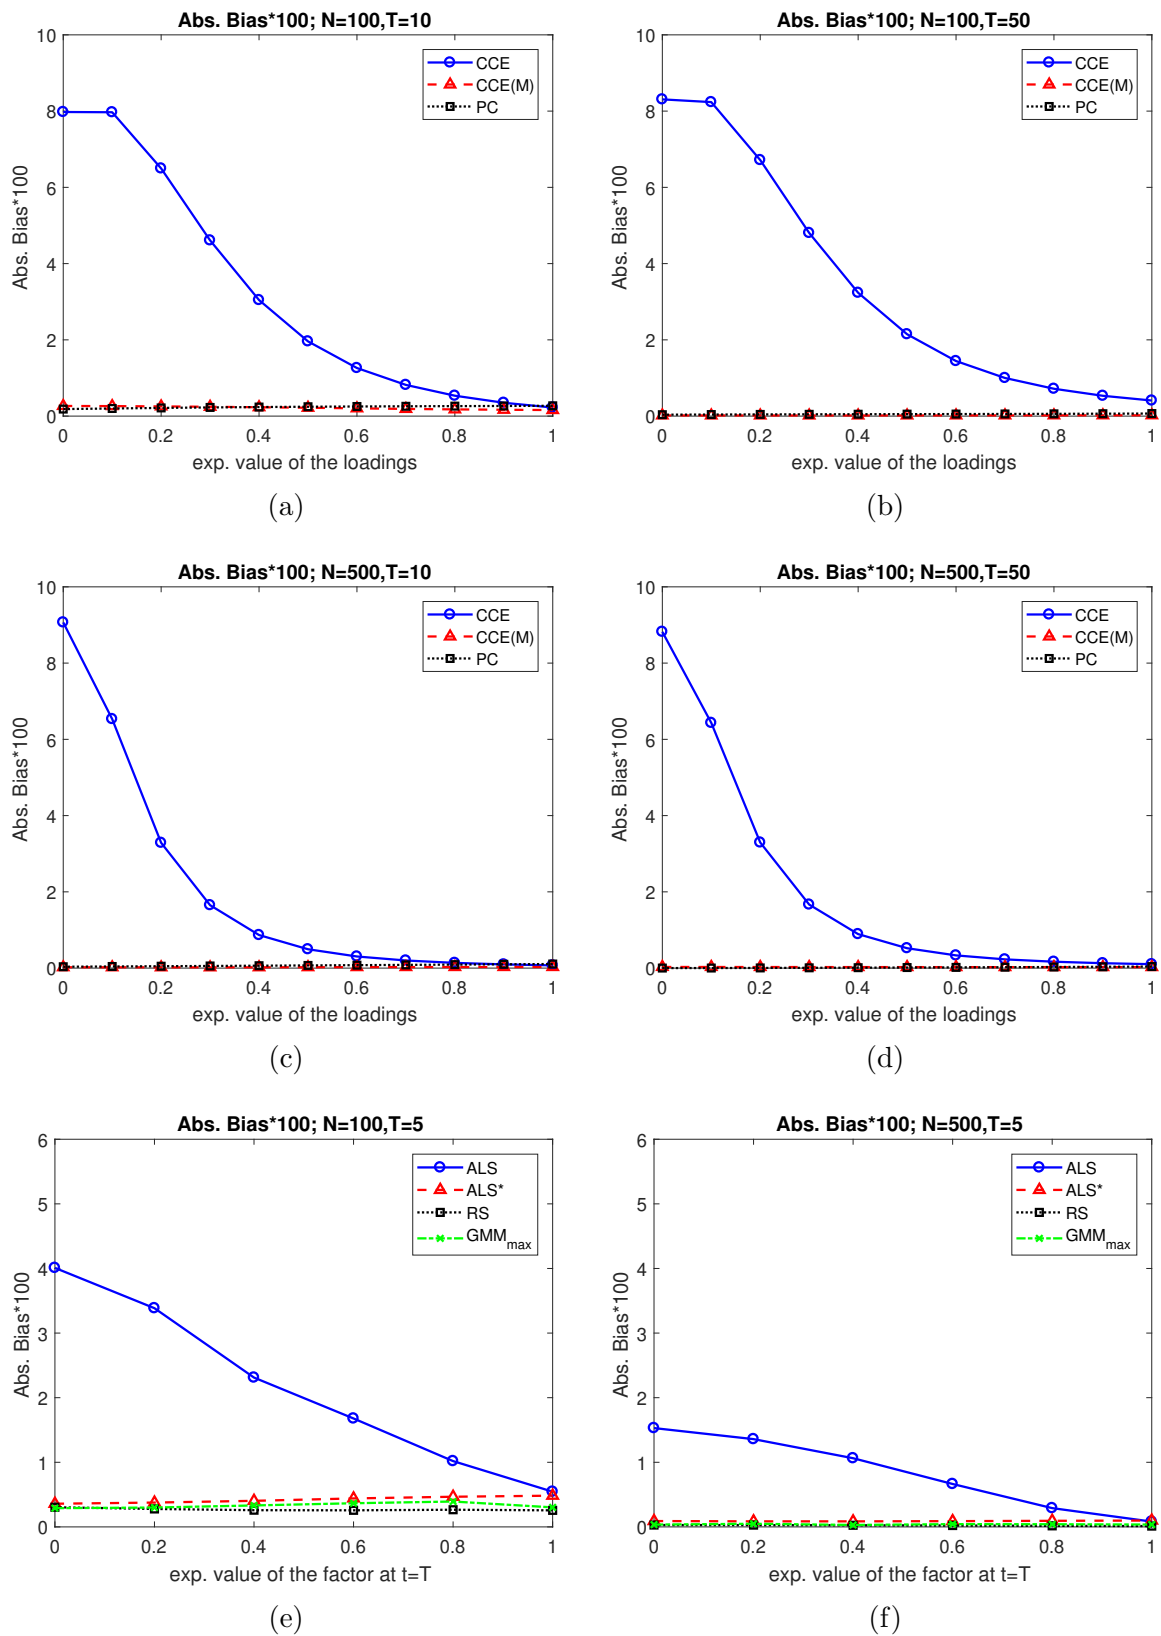 Abs. Bias*100; N=100,T=10
10
8
6
4
2
0
Abs. Bias*100
CCE
CCE(M)
PC
0 0.2 0.4 0.6 0.8 1
exp. value of the loadings
(a)
Abs. Bias*100; N=100,T=50
10
8
6
4
2
0
Abs. Bias*100
CCE
CCE(M)
PC
0 0.2 0.4 0.6 0.8 1
exp. value of the loadings
(b)
Abs. Bias*100; N=500,T=10
10
8
6
4
2
0
Abs. Bias*100
CCE
CCE(M)
PC
0 0.2 0.4 0.6 0.8 1
exp. value of the loadings
(c)
Abs. Bias*100; N=500,T=50
10
8
6
4
2
0
Abs. Bias*100
CCE
CCE(M)
PC
0 0.2 0.4 0.6 0.8 1
exp. value of the loadings
(d)
Abs. Bias*100; N=100,T=5
6
5
4
3
2
1
0
Abs. Bias*100
ALS
ALS*
RS
GMM_max
0 0.2 0.4 0.6 0.8 1
exp. value of the factor at t=T
(e)
Abs. Bias*100; N=500,T=5
6
5
4
3
2
1
0
Abs. Bias*100
ALS
ALS*
RS
GMM_max
0 0.2 0.4 0.6 0.8 1
exp. value of the factor at t=T
(f)